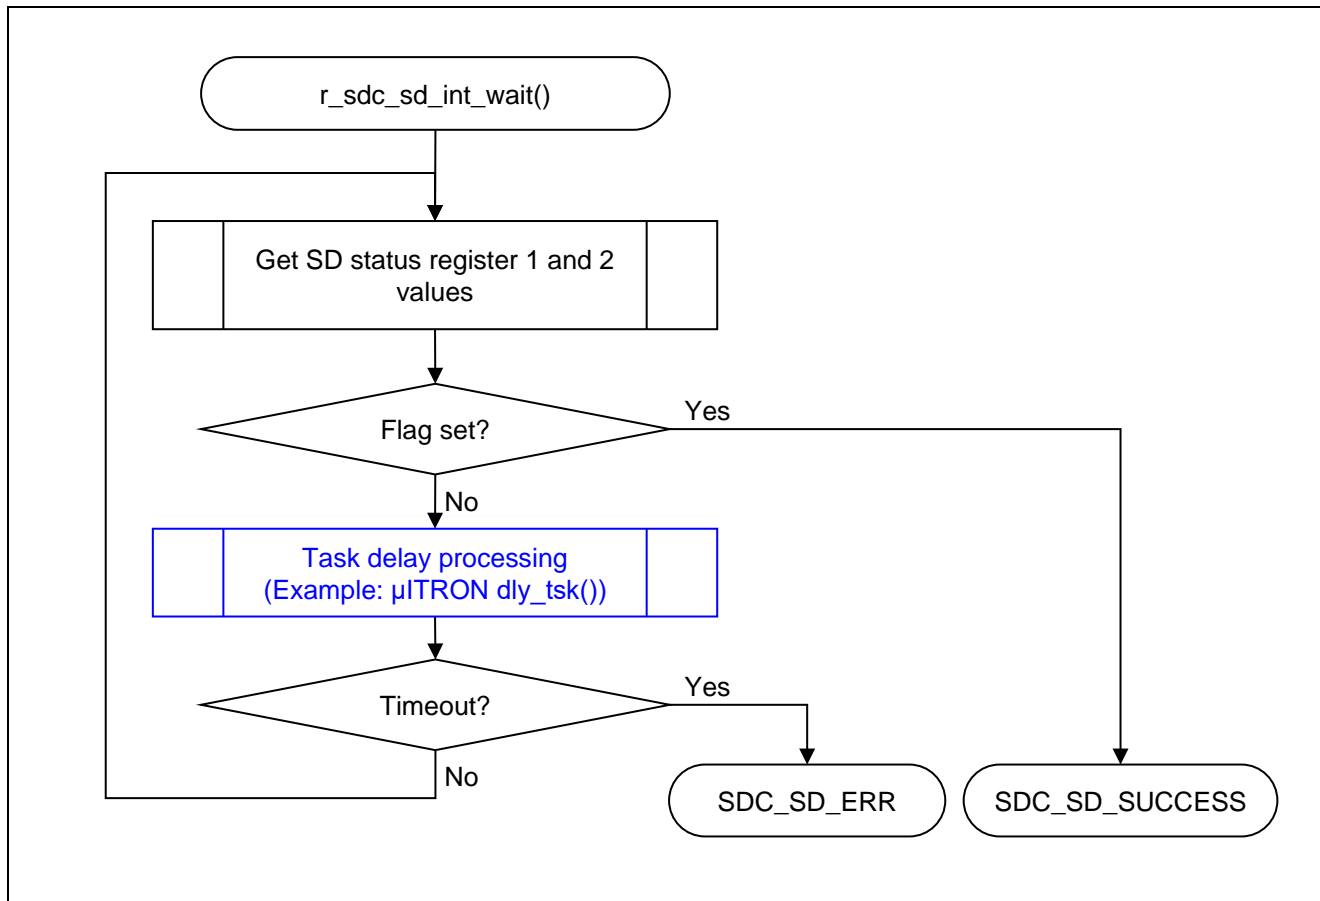 r_sdc_sd_int_wait()
Get SD status register 1 and 2
values
Flag set?
Yes
No
Task delay processing
(Example: µITRON dly_tsk())
Timeout?
Yes
No
SDC_SD_ERR
SDC_SD_SUCCESS